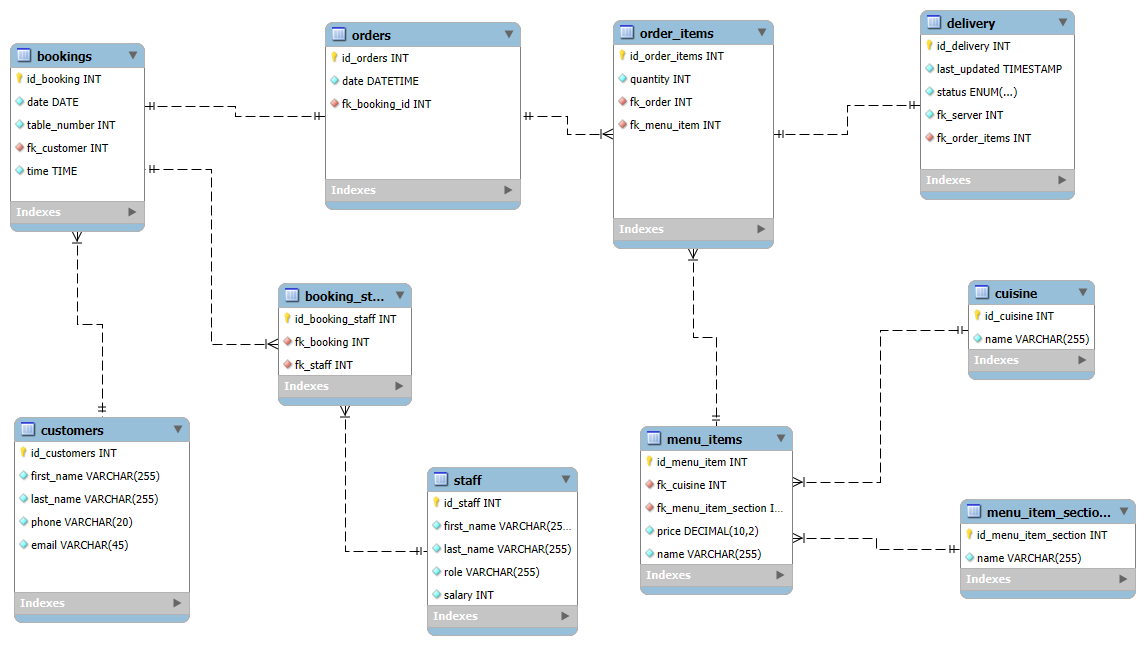 bookings
id_booking INT
date DATE
table_number INT
fk_customer INT
time TIME
Indexes
orders
id_orders INT
date DATETIME
fk_booking_id INT
Indexes
order_items
id_order_items INT
quantity INT
fk_order INT
fk_menu_item INT
Indexes
delivery
id_delivery INT
last_updated TIMESTAMP
status ENUM(...)
fk_server INT
fk_order_items INT
Indexes
booking_st...
id_booking_staff INT
fk_booking INT
fk_staff INT
Indexes
cuisine
id_cuisine INT
name VARCHAR(255)
Indexes
customers
id_customers INT
first_name VARCHAR(255)
last_name VARCHAR(255)
phone VARCHAR(20)
email VARCHAR(45)
Indexes
staff
id_staff INT
first_name VARCHAR(25...
last_name VARCHAR(255)
role VARCHAR(255)
salary INT
Indexes
menu_items
id_menu_item INT
fk_cuisine INT
fk_menu_item_section I...
price DECIMAL(10,2)
name VARCHAR(255)
Indexes
menu_item_sectio...
id_menu_item_section INT
name VARCHAR(255)
Indexes